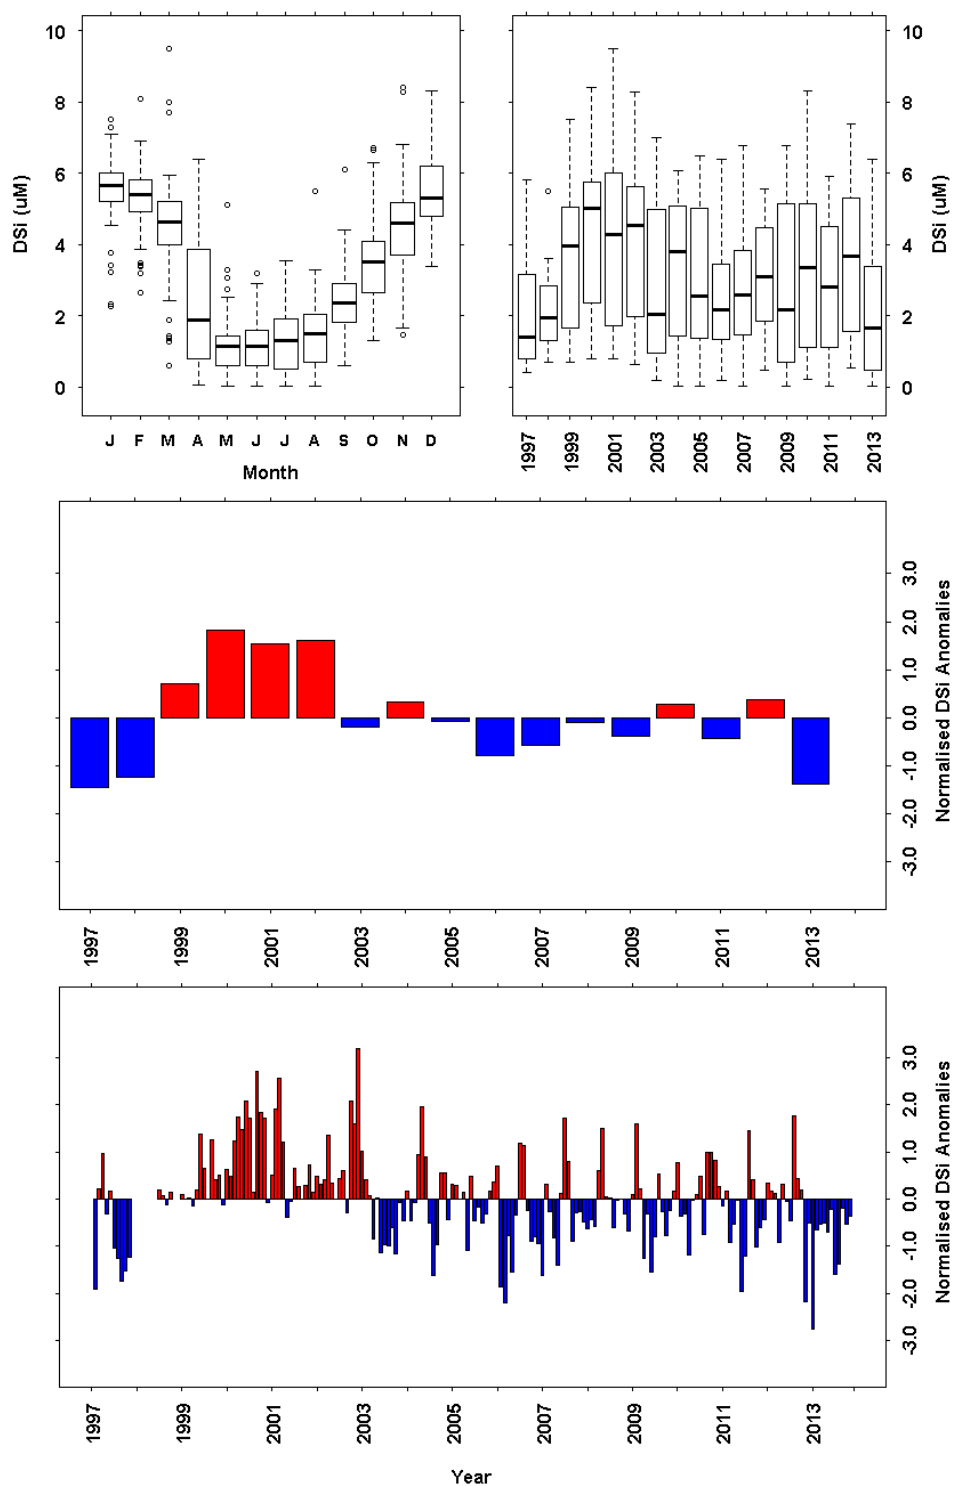 10
8
6
4
2
0
DSi (uM)
J F M A M J J A S O N D
Month
10
8
6
4
2
0
DSi (uM)
1997 1999 2001 2003 2005 2007 2009 2011 2013
3.0
2.0
1.0
0.0
-1.0
-2.0
-3.0
Normalised DSi Anomalies
1997 1999 2001 2003 2005 2007 2009 2011 2013
3.0
2.0
1.0
0.0
-1.0
-2.0
-3.0
Normalised DSi Anomalies
1997 1999 2001 2003 2005 2007 2009 2011 2013
Year